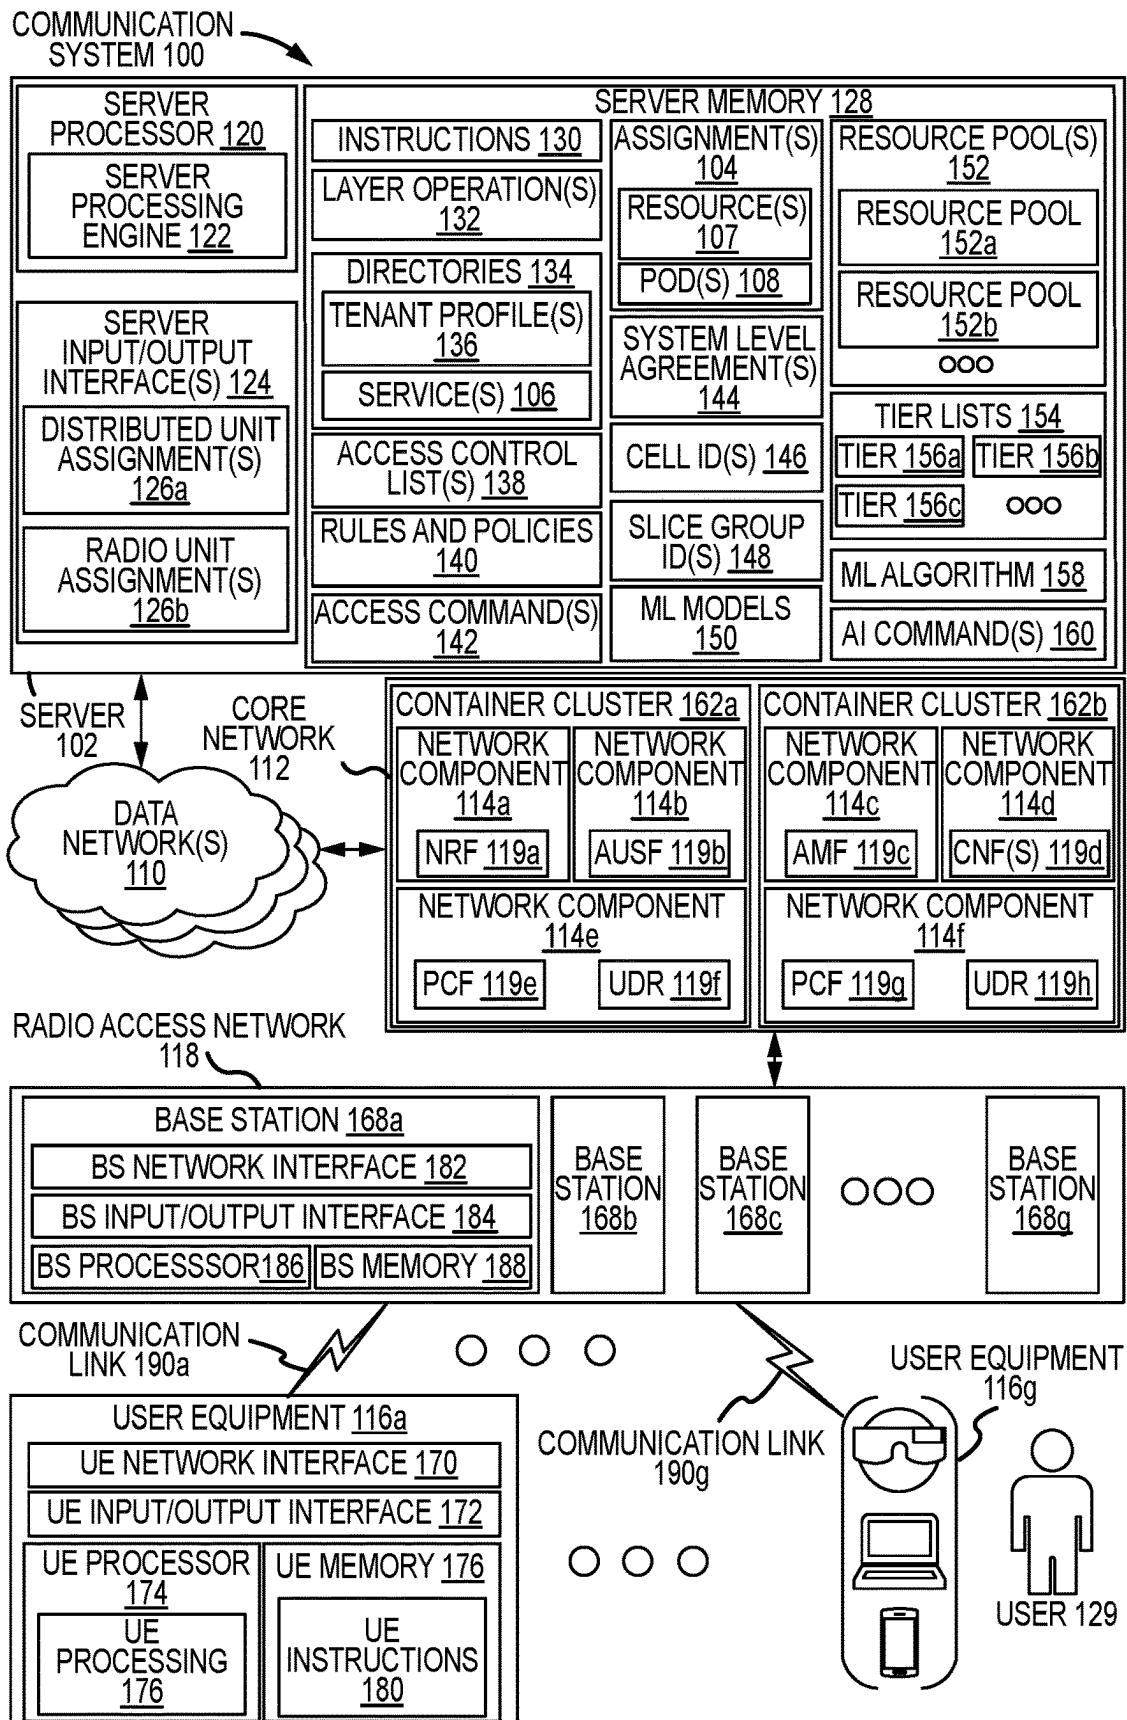 COMMUNICATION
SYSTEM 100
SERVER
PROCESSOR 120
SERVER
PROCESSING
ENGINE 122
SERVER
INPUT/OUTPUT
INTERFACE(S) 124
DISTRIBUTED UNIT
ASSIGNMENT(S)
126a
RADIO UNIT
ASSIGNMENT(S)
126b
SERVER MEMORY 128
INSTRUCTIONS 130
LAYER OPERATION(S)
132
DIRECTORIES 134
TENANT PROFILE(S)
136
SERVICE(S) 106
ACCESS CONTROL
LIST(S) 138
RULES AND POLICIES
140
ACCESS COMMAND(S)
142
ASSIGNMENT(S)
104
RESOURCE(S)
107
POD(S) 108
SYSTEM LEVEL
AGREEMENT(S)
144
CELL ID(S) 146
SLICE GROUP
ID(S) 148
ML MODELS
150
RESOURCE POOL(S)
152
RESOURCE POOL
152a
RESOURCE POOL
152b
TIER LISTS 154
TIER 156a
TIER 156b
TIER 156c
ML ALGORITHM 158
AI COMMAND(S) 160
SERVER
102
CORE
NETWORK
112
DATA
NETWORK(S)
110
CONTAINER CLUSTER 162a
NETWORK
COMPONENT
114a
NRF 119a
NETWORK
COMPONENT
114b
AUSF 119b
NETWORK COMPONENT
114e
PCF 119e
UDR 119f
CONTAINER CLUSTER 162b
NETWORK
COMPONENT
114c
AMF 119c
NETWORK
COMPONENT
114d
CNF(S) 119d
NETWORK COMPONENT
114f
PCF 119g
UDR 119h
RADIO ACCESS NETWORK
118
BASE STATION 168a
BS NETWORK INTERFACE 182
BS INPUT/OUTPUT INTERFACE 184
BS PROCESSSOR 186
BS MEMORY 188
BASE
STATION
168b
BASE
STATION
168c
BASE
STATION
168g
COMMUNICATION
LINK 190a
USER EQUIPMENT 116a
UE NETWORK INTERFACE 170
UE INPUT/OUTPUT INTERFACE 172
UE PROCESSOR
174
UE
PROCESSING
176
UE MEMORY 176
UE
INSTRUCTIONS
180
COMMUNICATION LINK
190g
USER EQUIPMENT
116g
USER 129